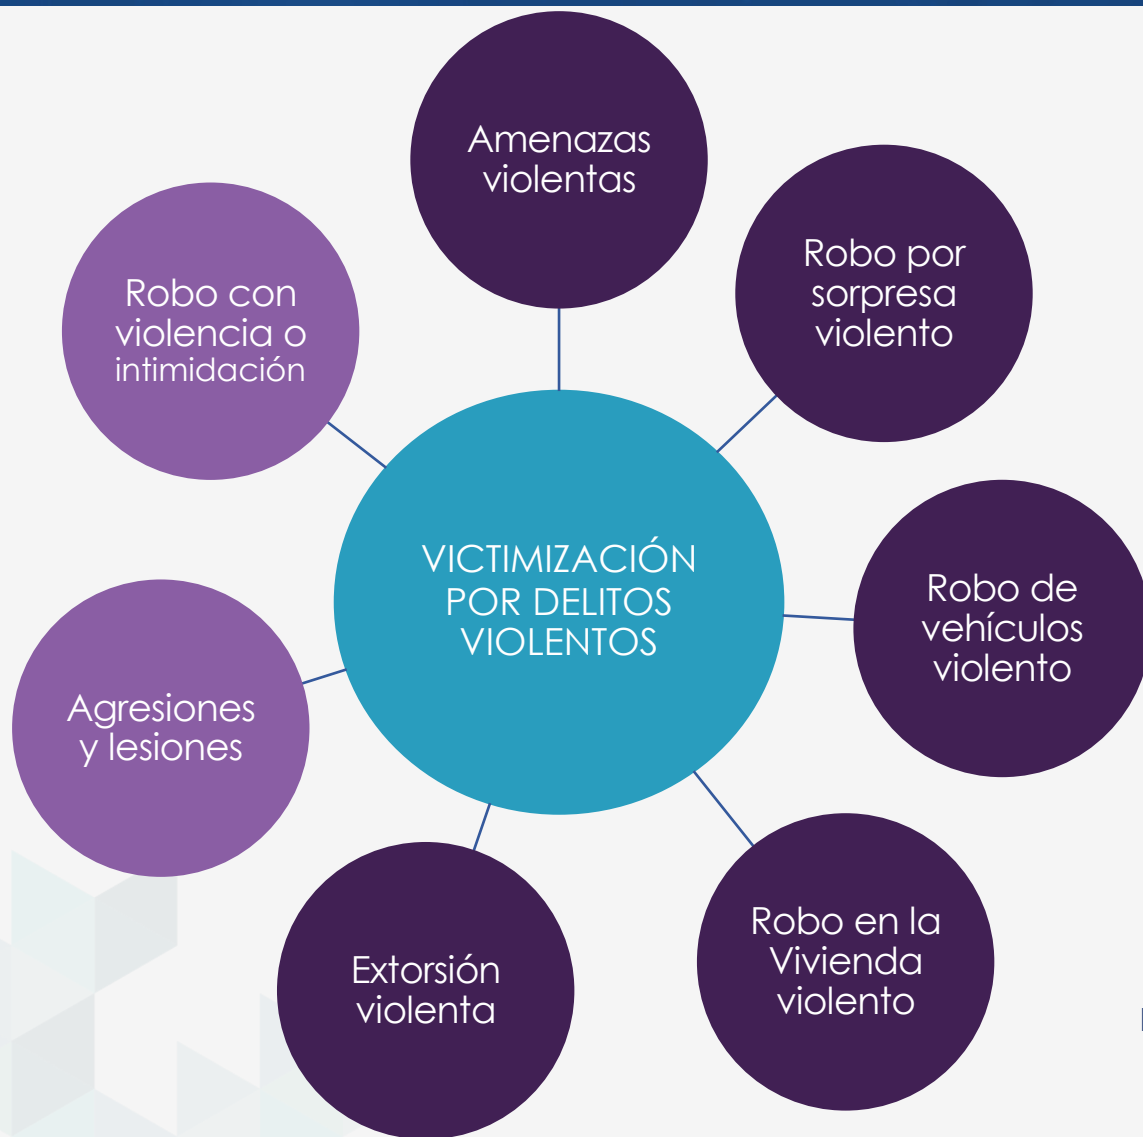 Amenazas
violentas
Robo por
sorpresa
violento
Robo con
violencia o
intimidación
VICTIMIZACIÓN
POR DELITOS
VIOLENTOS
Robo de
vehículos
violento
Agresiones
y lesiones
Robo en la
Vivienda
violento
Extorsión
violenta